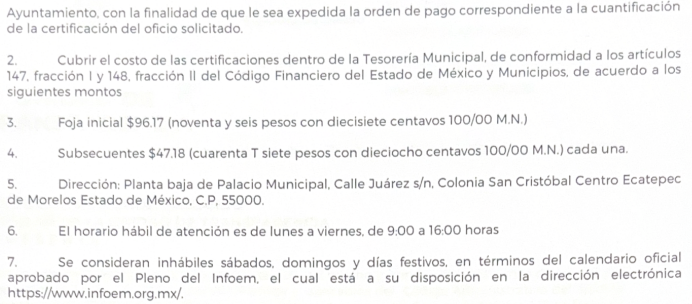 Ayuntamiento, con la finalidad de que le sea expedida la orden de pago correspondiente a la cuantificación
de la certificación del oficio solicitado.
2. Cubrir el costo de las certificaciones dentro de la Tesorería Municipal, de conformidad a los artículos
147, fracción I y 148, fracción II del Código Financiero del Estado de México y Municipios, de acuerdo a los
siguientes montos
3. Foja inicial $96.17 (noventa y seis pesos con diecisiete centavos 100/00 M.N.)
4. Subsecuentes $47.18 (cuarenta T siete pesos con dieciocho centavos 100/00 M.N.) cada una.
5. Dirección: Planta baja de Palacio Municipal, Calle Juárez s/n, Colonia San Cristóbal Centro Ecatepec
de Morelos Estado de México, C.P. 55000.
6. El horario hábil de atención es de lunes a viernes, de 9:00 a 16:00 horas
7. Se consideran inhábiles sábados, domingos y días festivos, en términos del calendario oficial
aprobado por el Pleno del Infoem, el cual está a su disposición en la dirección electrónica
https://www.infoem.org.mx/.